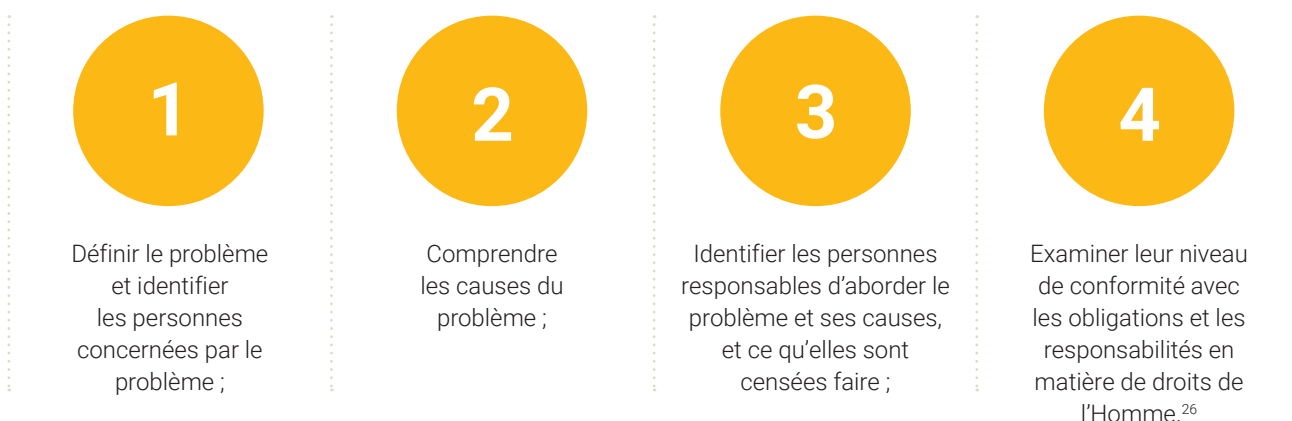 1
Définir le problème
et identifier
les personnes
concernées par le
problème ;
2
Comprendre
les causes du
problème ;
3
Identifier les personnes
responsables d’aborder le
problème et ses causes,
et ce qu’elles sont
censées faire ;
4
Examiner leur niveau
de conformité avec
les obligations et les
responsabilités en
matière de droits de
l’Homme.26